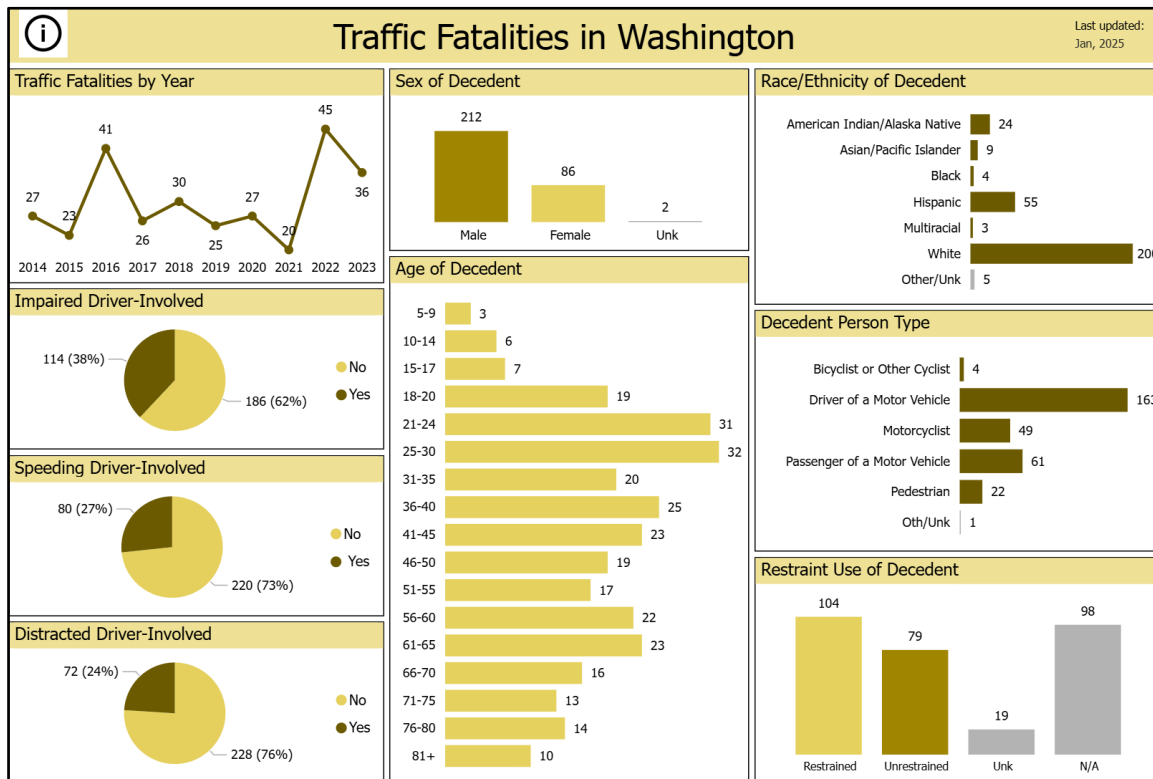 i
Traffic Fatalities in Washington
Last updated:
Jan, 2025
Traffic Fatalities by Year
27
23
41
26
30
25
27
20
45
36
2014 2015 2016 2017 2018 2019 2020 2021 2022 2023
Impaired Driver-Involved
114 (38%)
186 (62%)
No
Yes
Speeding Driver-Involved
80 (27%)
220 (73%)
No
Yes
Distracted Driver-Involved
72 (24%)
228 (76%)
No
Yes
Sex of Decedent
212
86
2
Male Female Unk
Age of Decedent
5-9 3
10-14 6
15-17 7
18-20 19
21-24 31
25-30 32
31-35 20
36-40 25
41-45 23
46-50 19
51-55 17
56-60 22
61-65 23
66-70 16
71-75 13
76-80 14
81+ 10
Race/Ethnicity of Decedent
American Indian/Alaska Native 24
Asian/Pacific Islander 9
Black 4
Hispanic 55
Multiracial 3
White 200
Other/Unk 5
Decedent Person Type
Bicyclist or Other Cyclist 4
Driver of a Motor Vehicle 163
Motorcyclist 49
Passenger of a Motor Vehicle 61
Pedestrian 22
Oth/Unk 1
Restraint Use of Decedent
104
79
19
98
Restrained Unrestrained Unk N/A